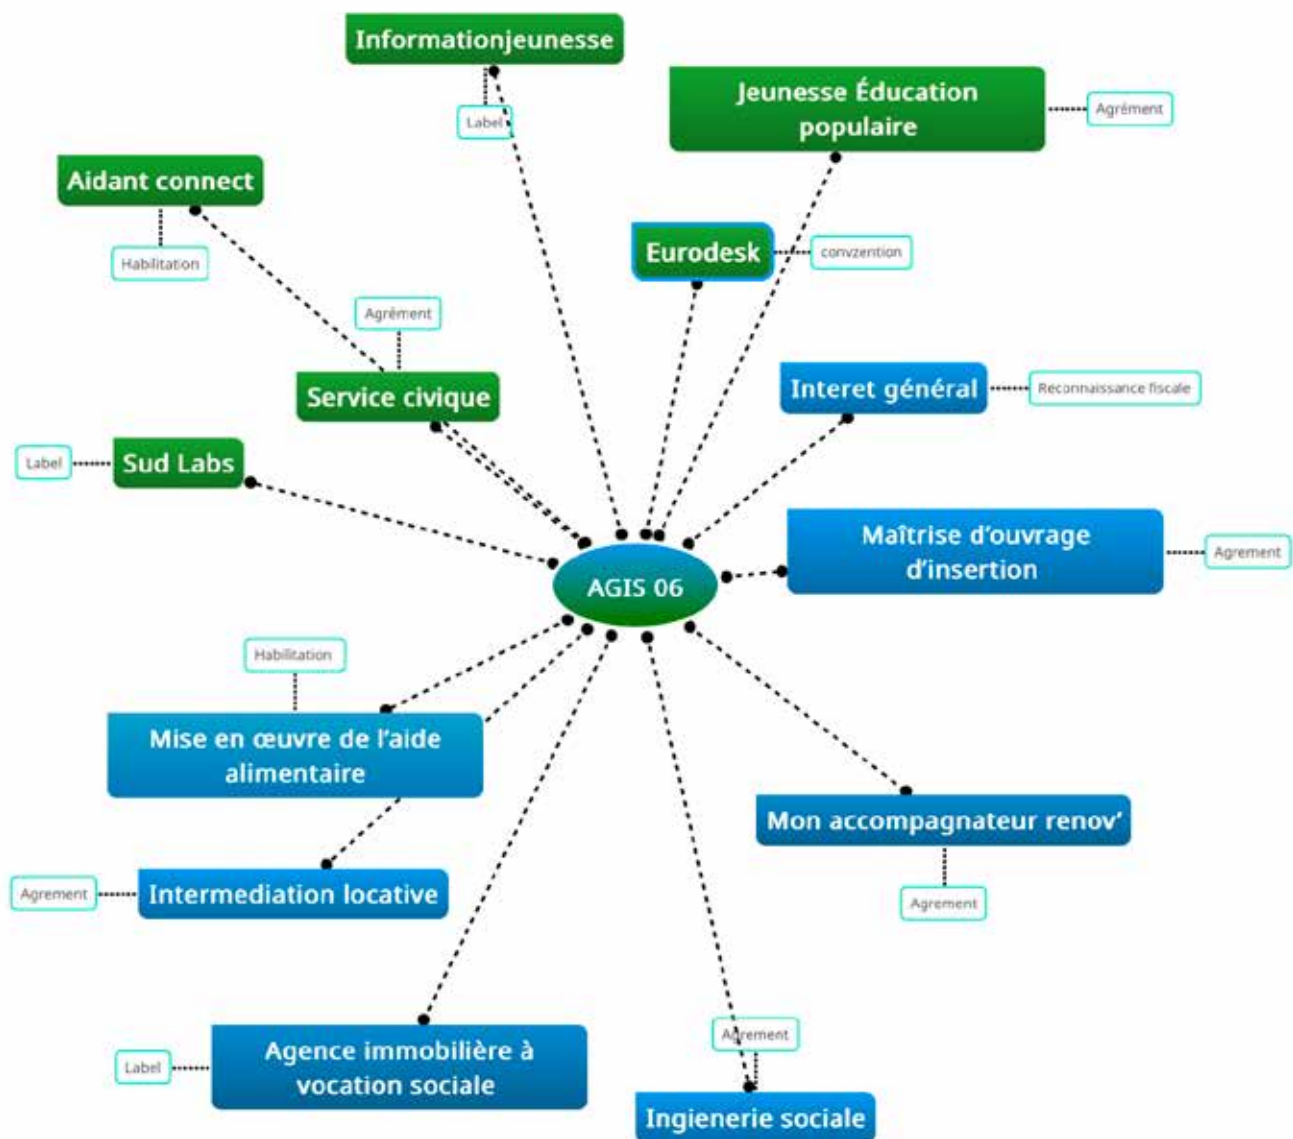 Informationjeunesse
Label
Jeunesse Éducation
populaire
Agrément
Aidant connect
Habilitation
Eurodesk
convzention
Agrément
Service civique
Interet général
Reconnaissance fiscale
Label
Sud Labs
Maîtrise d'ouvrage
d'insertion
Agrement
AGIS 06
Habilitation
Mise en œuvre de l'aide
alimentaire
Mon accompagnateur renov'
Agrement
Agrement
Intermediation locative
Label
Agence immobilière à
vocation sociale
Agrement
Ingienerie sociale